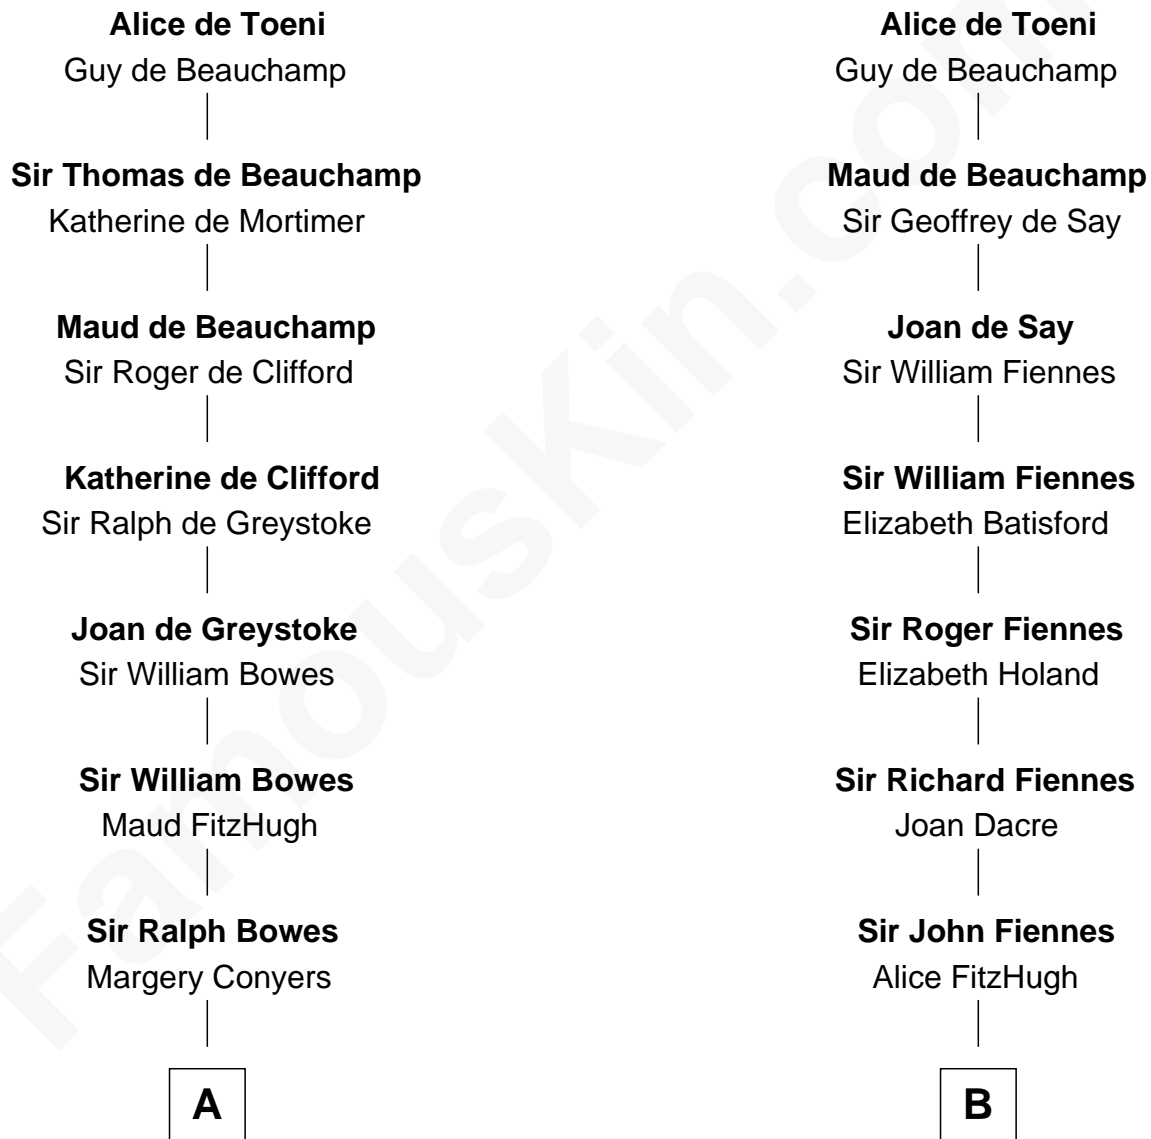 Alice de Toeni
Guy de Beauchamp
Sir Thomas de Beauchamp
Katherine de Mortimer
Maud de Beauchamp
Sir Roger de Clifford
Katherine de Clifford
Sir Ralph de Greystoke
Joan de Greystoke
Sir William Bowes
Sir William Bowes
Maud FitzHugh
Sir Ralph Bowes
Margery Conyers
A
Alice de Toeni
Guy de Beauchamp
Maud de Beauchamp
Sir Geoffrey de Say
Joan de Say
Sir William Fiennes
Sir William Fiennes
Elizabeth Batisford
Sir Roger Fiennes
Elizabeth Holand
Sir Richard Fiennes
Joan Dacre
Sir John Fiennes
Alice FitzHugh
B
FamousKin.com